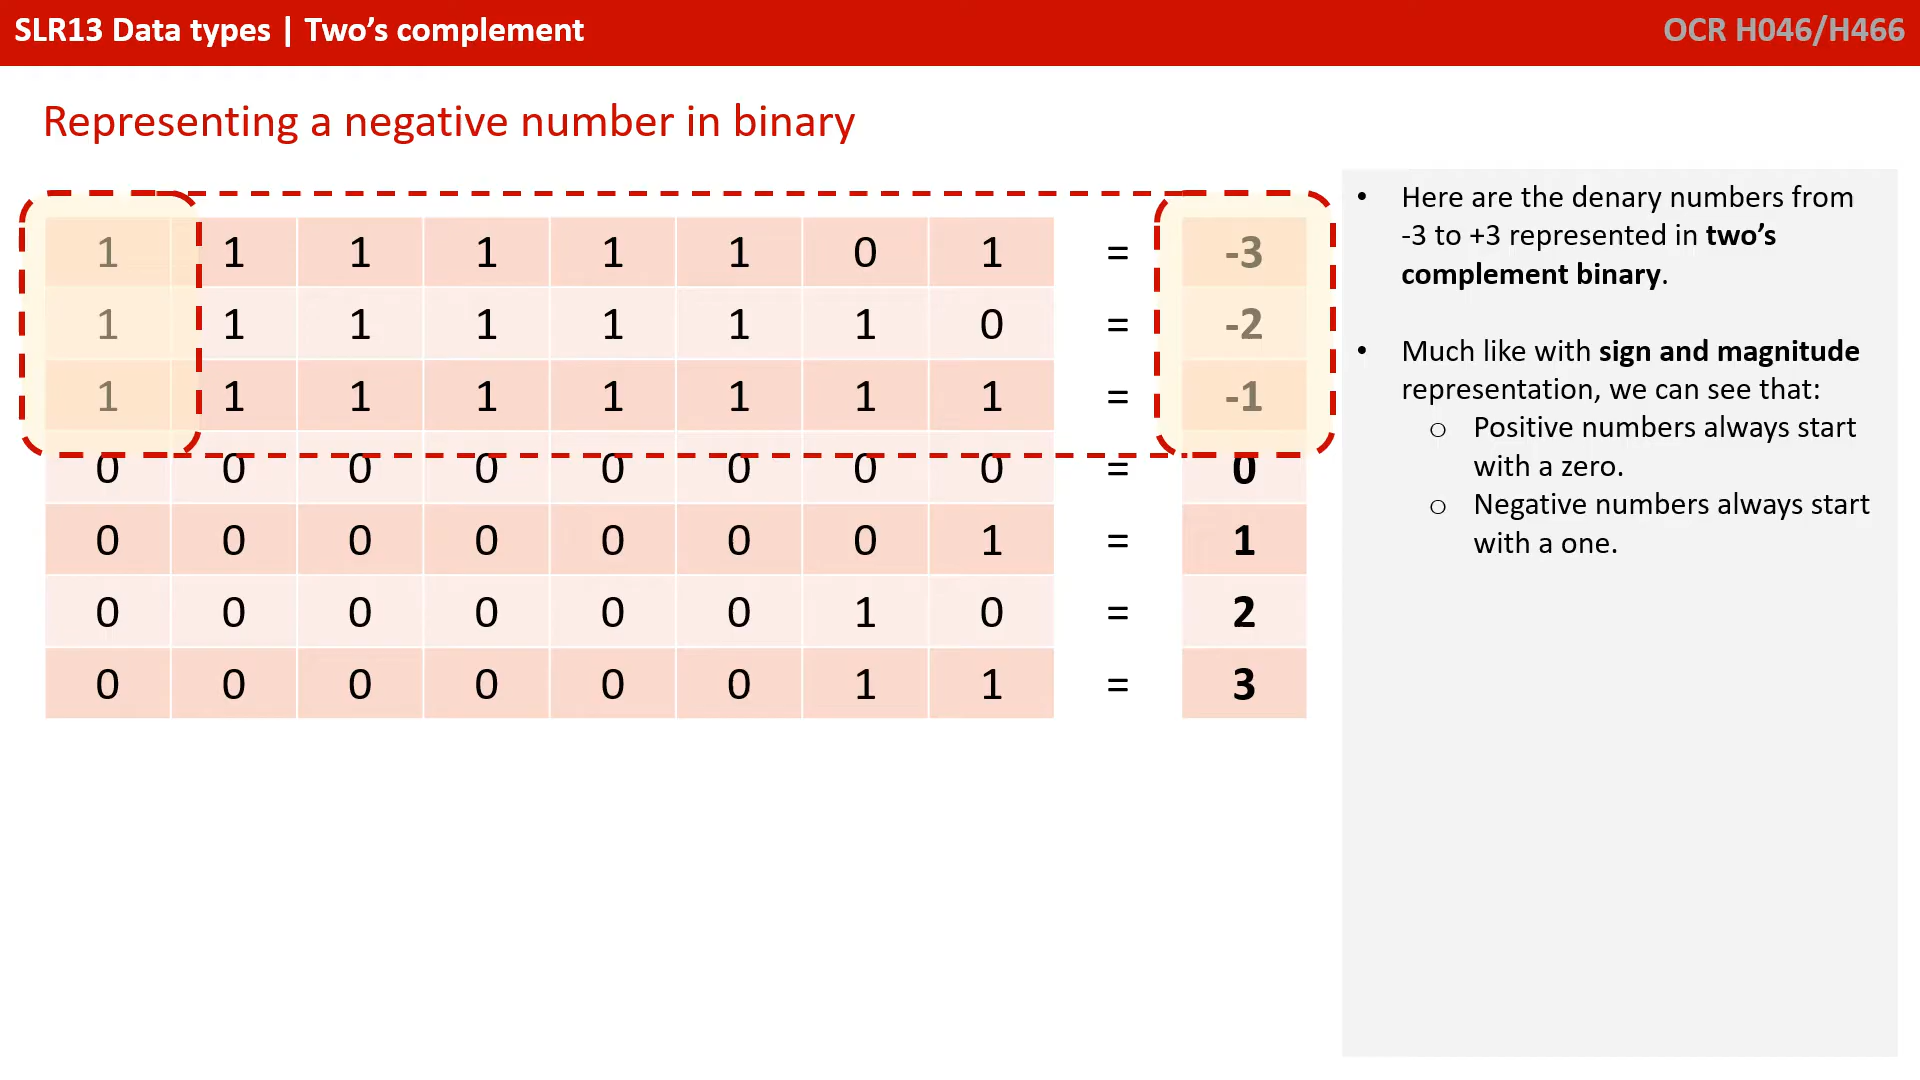 SLR13 Data types | Two’s complement
OCR H046/H466
Representing a negative number in binary
1 1 1 1 1 1 0 1 = -3
1 1 1 1 1 1 1 0 = -2
1 1 1 1 1 1 1 1 = -1
0 0 0 0 0 0 0 0 = 0
0 0 0 0 0 0 0 1 = 1
0 0 0 0 0 0 1 0 = 2
0 0 0 0 0 0 1 1 = 3
• Here are the denary numbers from
-3 to +3 represented in two’s
complement binary.
• Much like with sign and magnitude
representation, we can see that:
o Positive numbers always start
with a zero.
o Negative numbers always start
with a one.